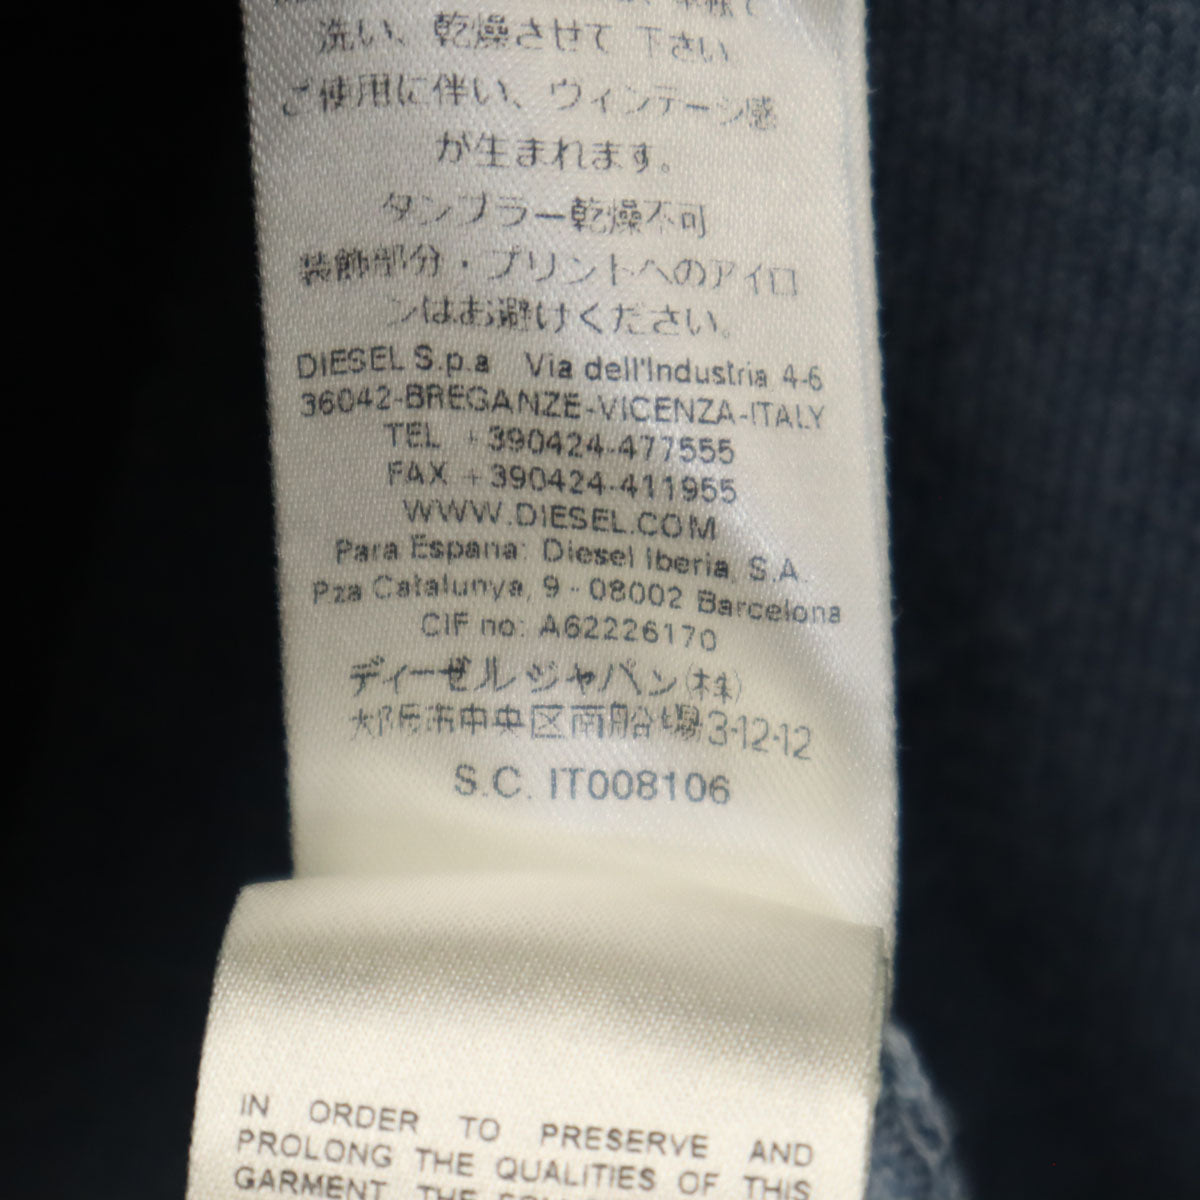 洗い、乾燥させて下さい
ご使用に伴い、ヴィンテージ感
が生まれます。
タンブラー乾燥不可
装飾部分・プリントへのアイロ
ンはお避けください。
DIESEL S.p.a Via dell'Industria 4-6
36042-BREGANZE-VICENZA-ITALY
TEL +390424-477555
FAX +390424-411955
WWW.DIESEL.COM
Para Espana: Diesel Iberia, S.A.
Pza Catalunya, 9 - 08002 Barcelona
CIF no: A62226170
ディーゼルジャパン(株)
大阪市中央区南船場3-12-12
S.C. IT008106
IN ORDER TO PRESERVE AND
PROLONG THE QUALITIES OF THIS
GARMENT THE